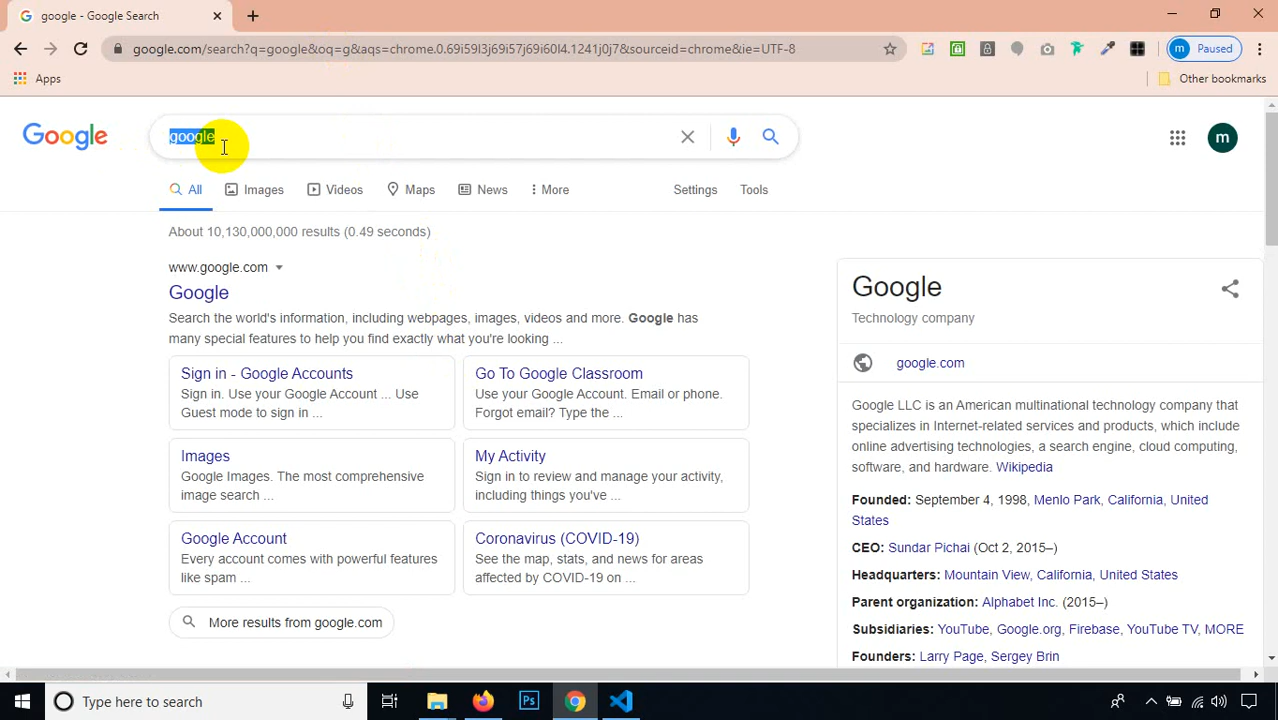 google - Google Search
google.com/search?q=google&oq=g&aqs=chrome.0.69i59l3j69i57j69i60l4.1241j0j7&sourceid=chrome&ie=UTF-8
m Paused
Apps
Other bookmarks
Google
google
m
All
Images
Videos
Maps
News
More
Settings
Tools
About 10,130,000,000 results (0.49 seconds)
www.google.com
Google
Search the world's information, including webpages, images, videos and more. Google has
many special features to help you find exactly what you're looking ...
Sign in - Google Accounts
Sign in. Use your Google Account ... Use
Guest mode to sign in ...
Go To Google Classroom
Use your Google Account. Email or phone.
Forgot email? Type the ...
Images
Google Images. The most comprehensive
image search ...
My Activity
Sign in to review and manage your activity,
including things you've ...
Google Account
Every account comes with powerful features
like spam ...
Coronavirus (COVID-19)
See the map, stats, and news for areas
affected by COVID-19 on ...
More results from google.com
Google
Technology company
google.com
Google LLC is an American multinational technology company that
specializes in Internet-related services and products, which include
online advertising technologies, a search engine, cloud computing,
software, and hardware. Wikipedia
Founded: September 4, 1998, Menlo Park, California, United
States
CEO: Sundar Pichai (Oct 2, 2015–)
Headquarters: Mountain View, California, United States
Parent organization: Alphabet Inc. (2015–)
Subsidiaries: YouTube, Google.org, Firebase, YouTube TV, MORE
Founders: Larry Page, Sergey Brin
Type here to search
Ps